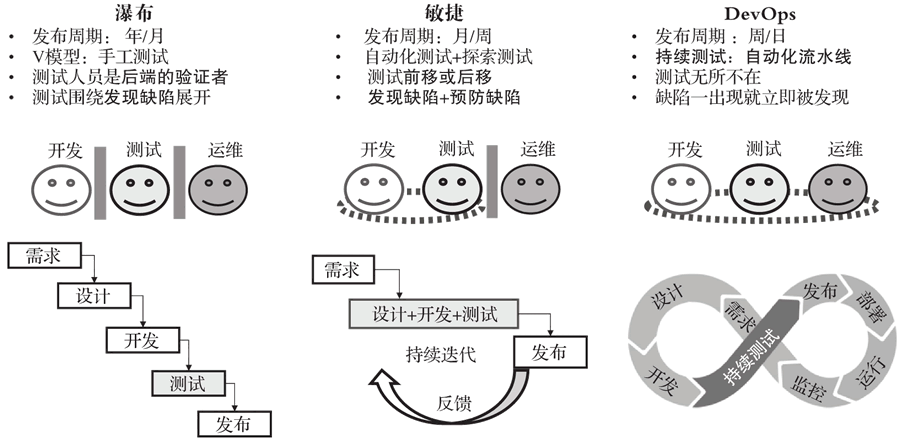 瀑布
• 发布周期：年/月
• V模型：手工测试
• 测试人员是后端的验证者
• 测试围绕发现缺陷展开
开发 测试 运维
需求
设计
开发
测试
发布
敏捷
• 发布周期：月/周
• 自动化测试+探索测试
• 测试前移或后移
• 发现缺陷+预防缺陷
开发 测试 运维
需求
设计+开发+测试
发布
持续迭代
反馈
DevOps
• 发布周期：周/日
• 持续测试：自动化流水线
• 测试无所不在
• 缺陷一出现就立即被发现
开发 测试 运维
设计
需求
发布
部署
开发
持续测试
监控
运行